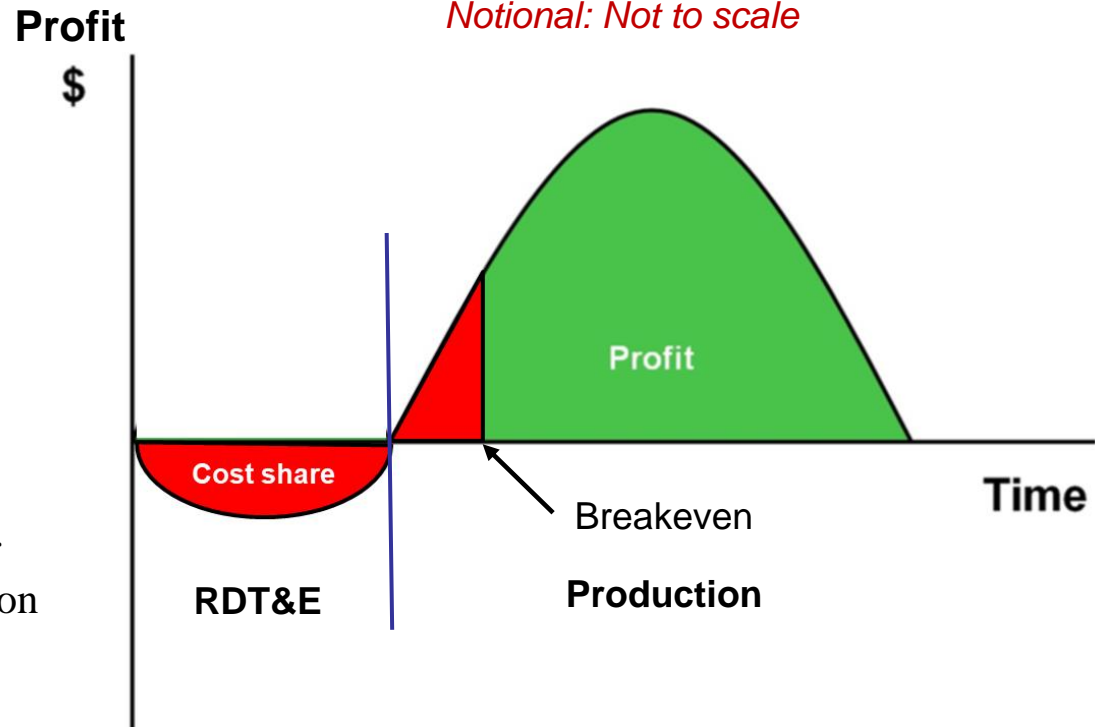 Notional: Not to scale
Profit
$
Profit
Cost share
Time
Breakeven
Production
RDT&E
on